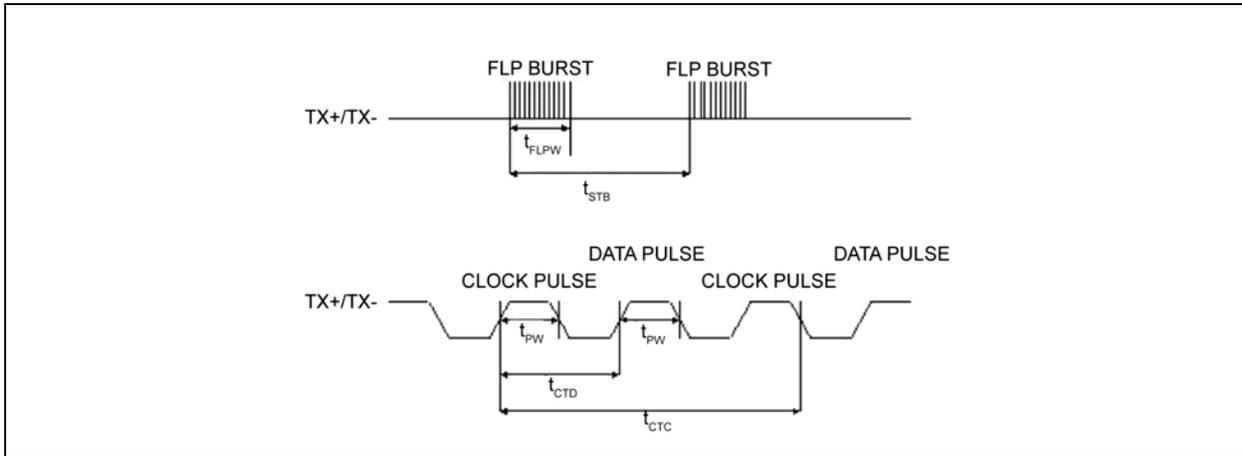 FLP BURST FLP BURST
TX+/TX-
tFLPW
tSTB
DATA PULSE DATA PULSE
CLOCK PULSE CLOCK PULSE
TX+/TX-
tPW tPW
tCTD
tCTC